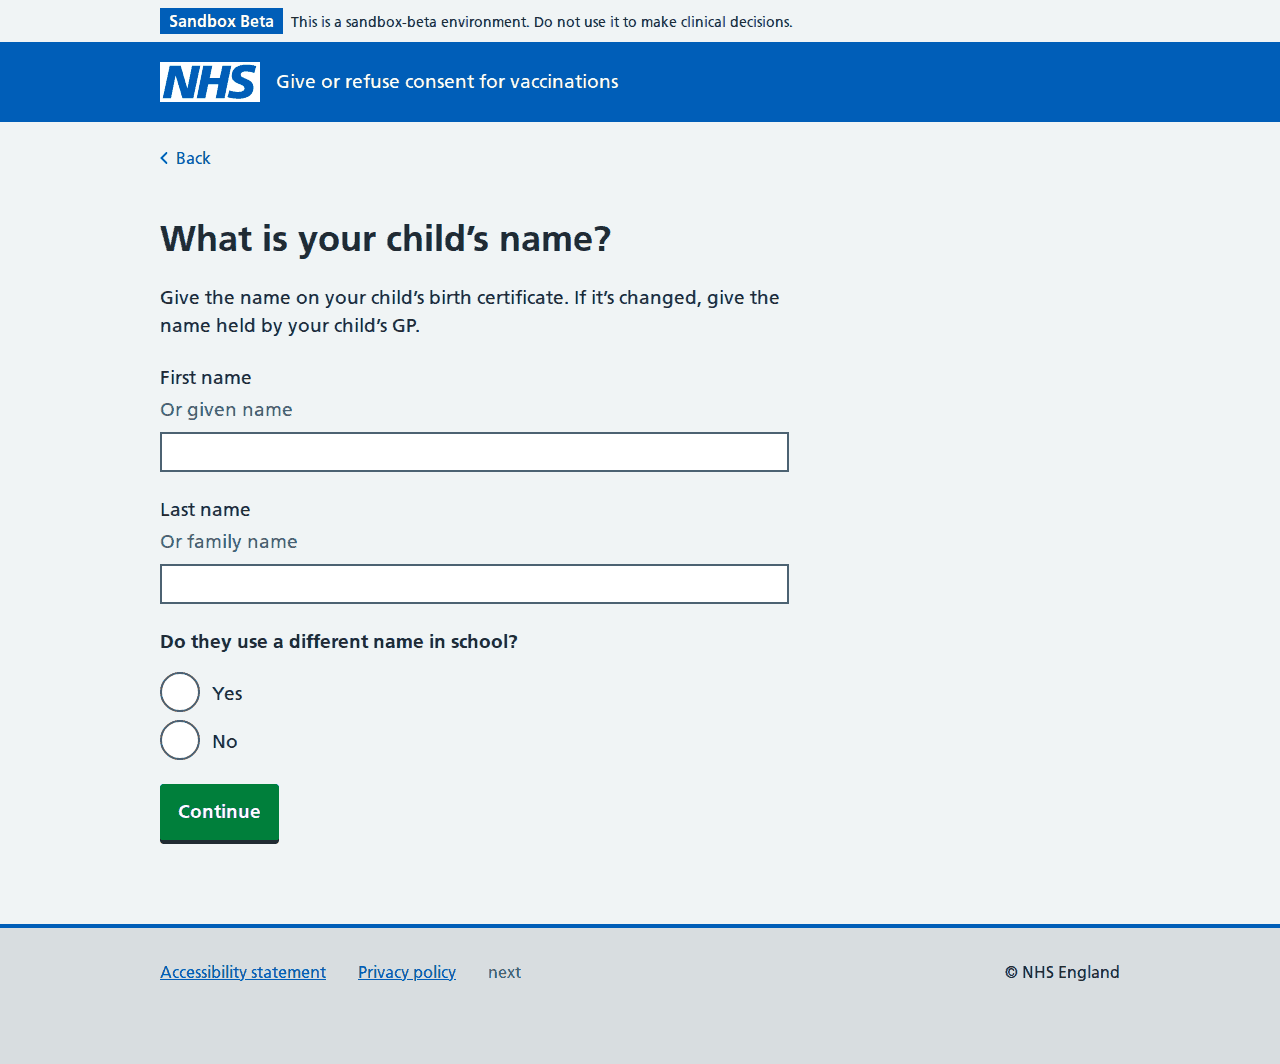 Sandbox Beta This is a sandbox-beta environment. Do not use it to make clinical decisions.
NHS Give or refuse consent for vaccinations
Back
What is your child’s name?
Give the name on your child’s birth certificate. If it’s changed, give the
name held by your child’s GP.
First name
Or given name
Last name
Or family name
Do they use a different name in school?
Yes
No
Continue
Accessibility statement Privacy policy next © NHS England